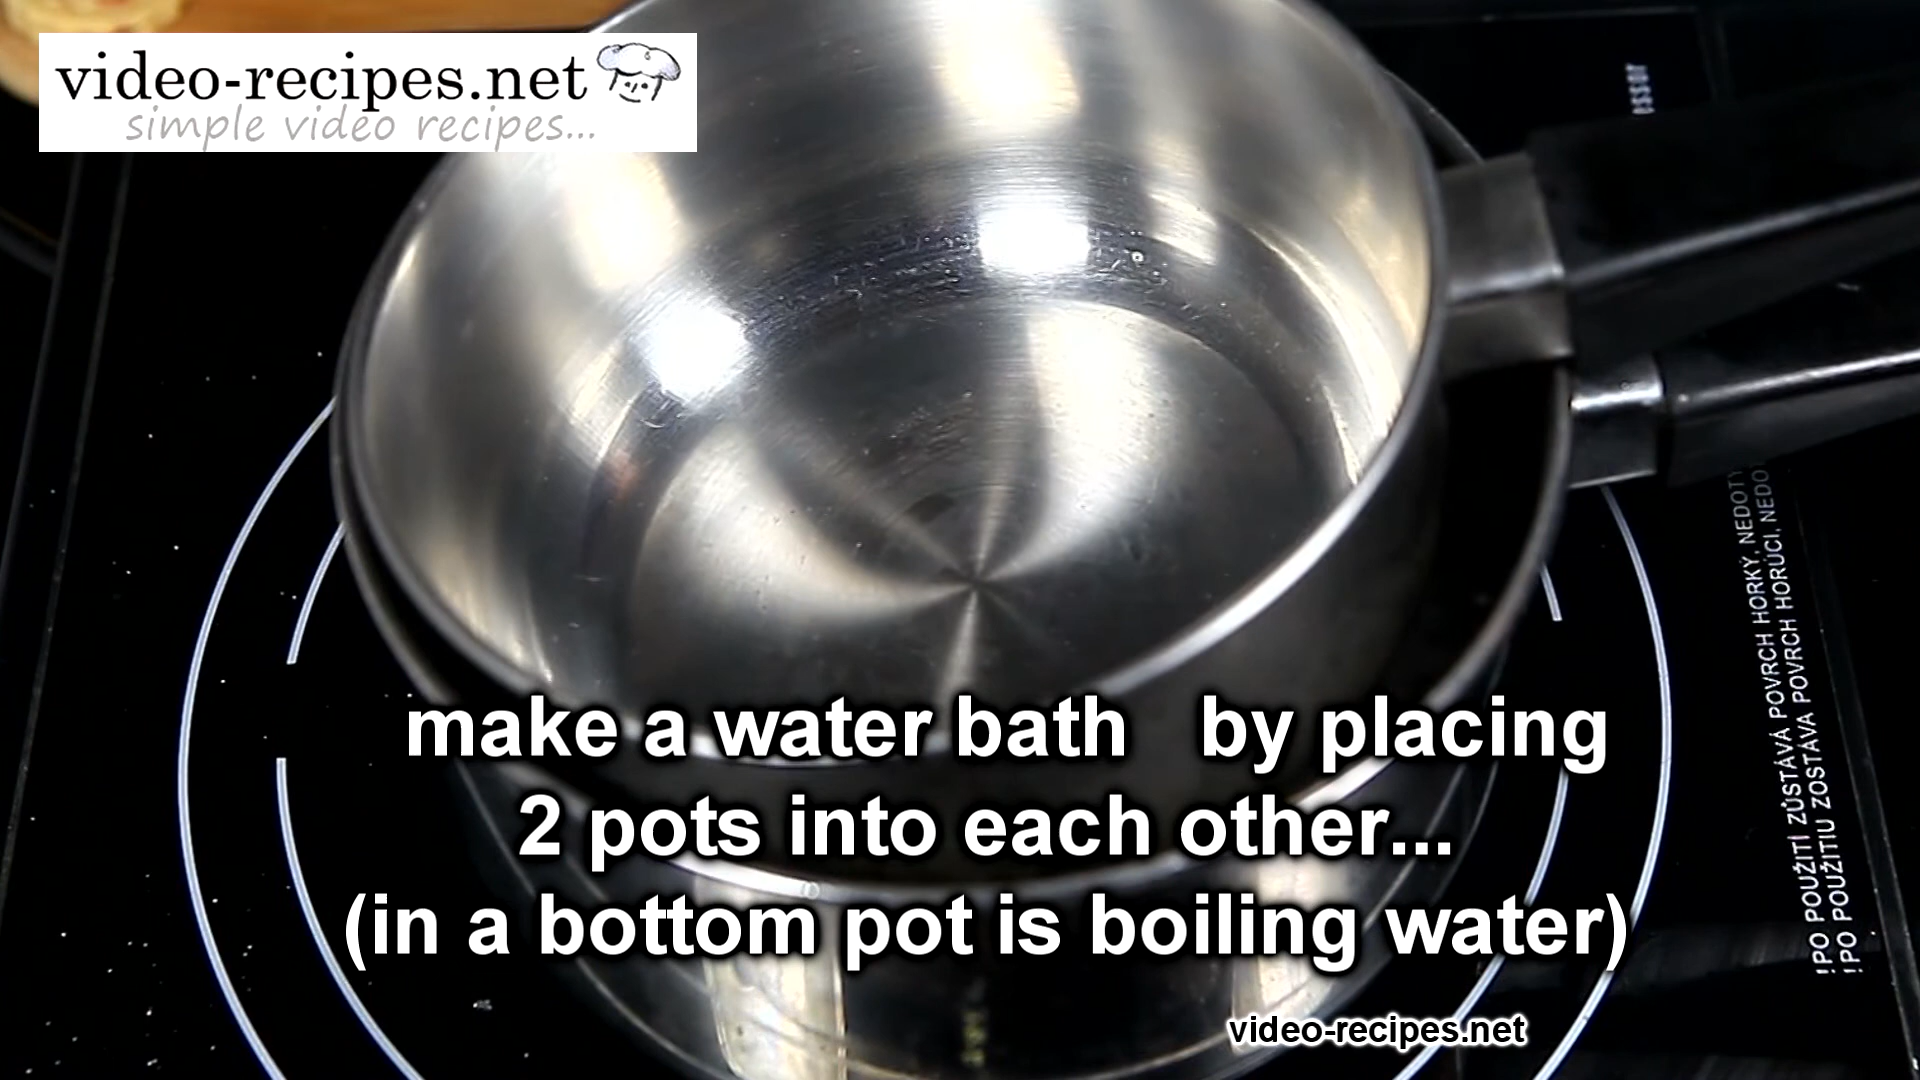 video-recipes.net
simple video recipes...
make a water bath by placing
2 pots into each other...
(in a bottom pot is boiling water)
video-recipes.net
!PO POUŽITÍ ZŮSTÁVÁ POVRCH HORKÝ, NEDOTÝ
!PO POUŽITIU ZOSTÁVA POVRCH HORÚCI, NEDO